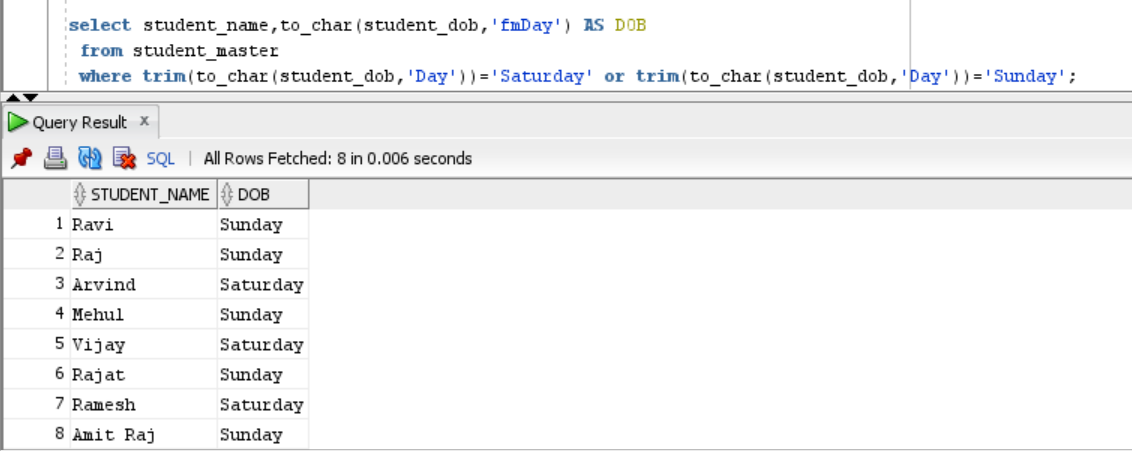 select student_name,to_char(student_dob,'fmDay') AS DOB
from student_master
where trim(to_char(student_dob,'Day'))='Saturday' or trim(to_char(student_dob,'Day'))='Sunday';
Query Result x
SQL | All Rows Fetched: 8 in 0.006 seconds
STUDENT_NAME DOB
1 Ravi Sunday
2 Raj Sunday
3 Arvind Saturday
4 Mehul Sunday
5 Vijay Saturday
6 Rajat Sunday
7 Ramesh Saturday
8 Amit Raj Sunday